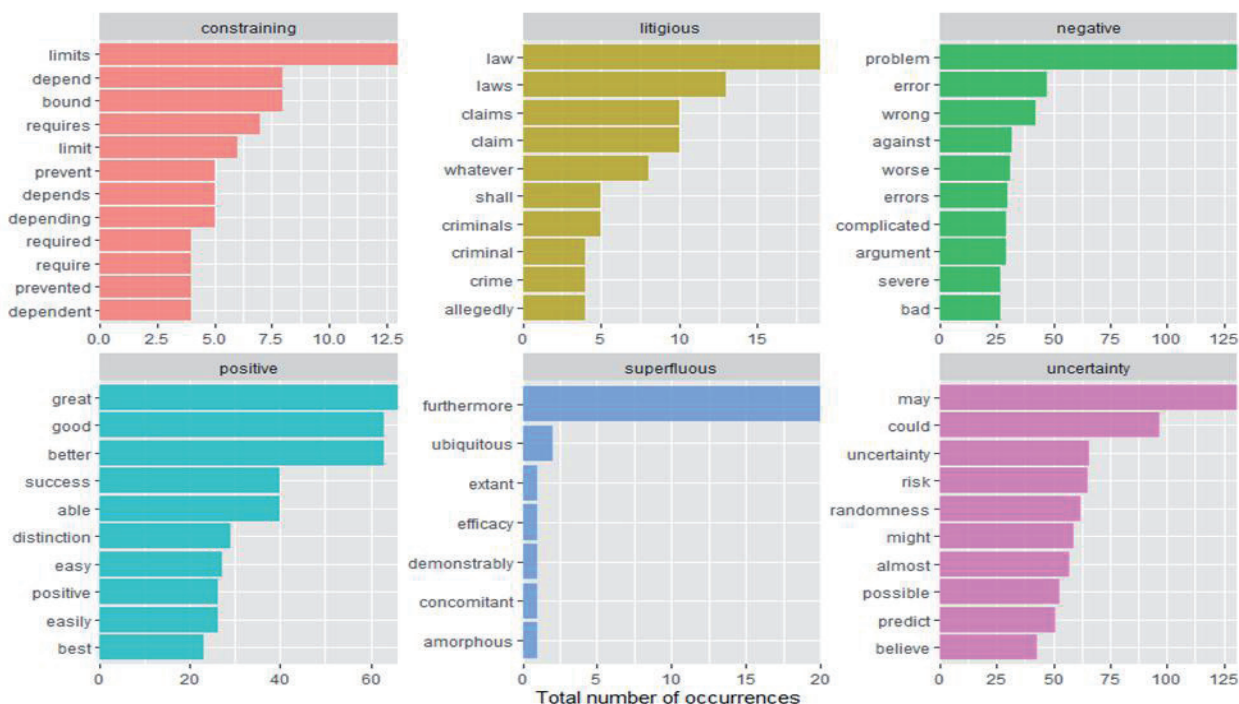 constraining
limits
depend
bound
requires
limit
prevent
depends
depending
required
require
prevented
dependent
0.0 2.5 5.0 7.5 10.0 12.5
litigious
law
laws
claims
claim
whatever
shall
criminals
criminal
crime
allegedly
0 5 10 15
negative
problem
error
wrong
against
worse
errors
complicated
argument
severe
bad
0 25 50 75 100 125
positive
great
good
better
success
able
distinction
easy
positive
easily
best
0 20 40 60
superfluous
furthermore
ubiquitous
extant
efficacy
demonstrably
concomitant
amorphous
0 5 10 15 20
uncertainty
may
could
uncertainty
risk
randomness
might
almost
possible
predict
believe
0 25 50 75 100 125
Total number of occurrences